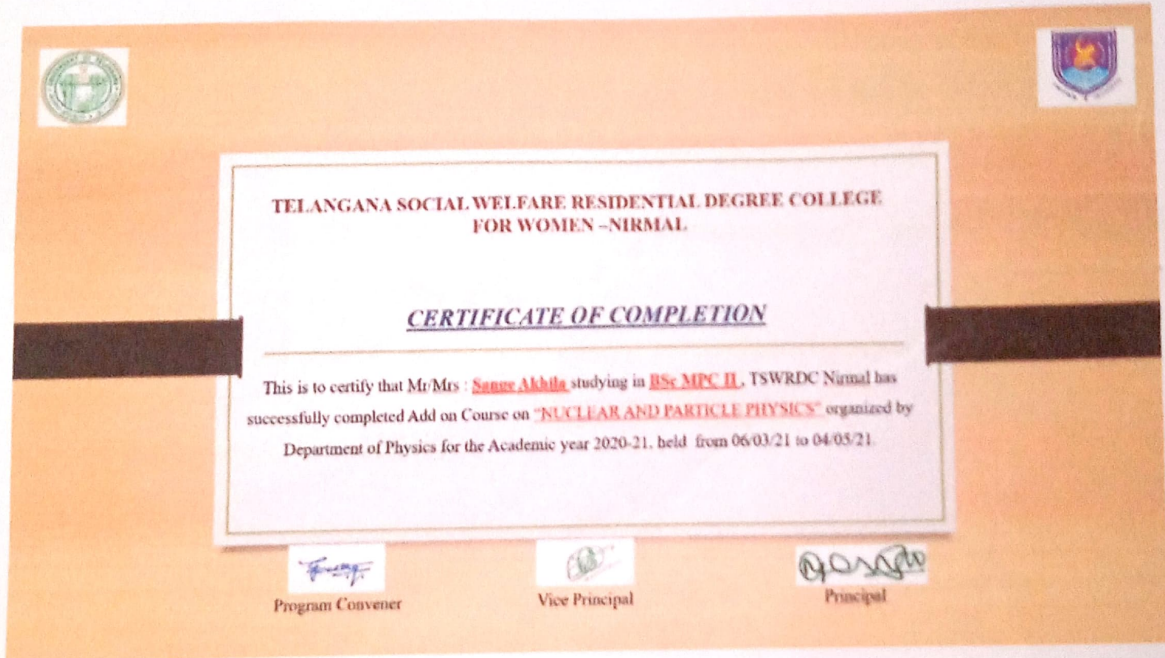 TELANGANA SOCIAL WELFARE RESIDENTIAL DEGREE COLLEGE
FOR WOMEN –NIRMAL
CERTIFICATE OF COMPLETION
This is to certify that Mr/Mrs : Sange Akhila studying in BSc MPC II , TSWRDC Nirmal has
successfully completed Add on Course on "NUCLEAR AND PARTICLE PHYSICS" organized by
Department of Physics for the Academic year 2020-21, held from 06/03/21 to 04/05/21.
Program Convener
Vice Principal
Principal